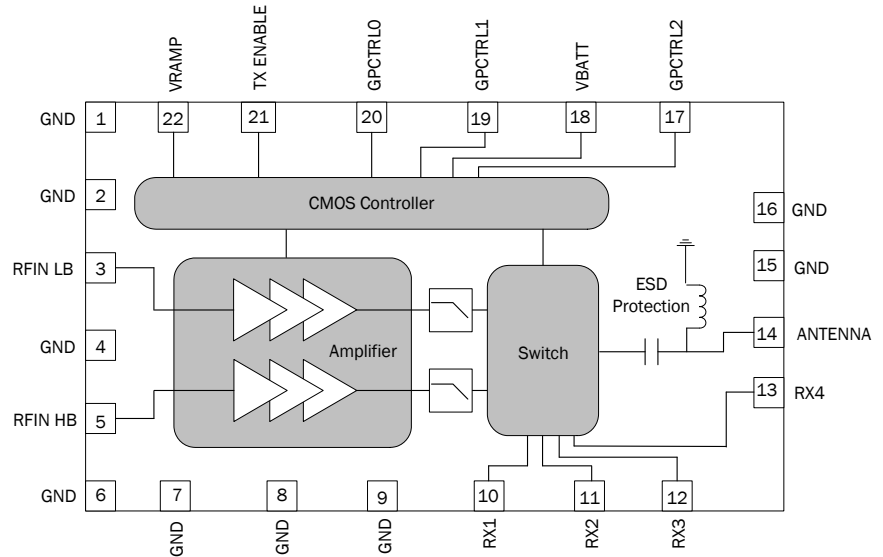 VRAMP
TX ENABLE
GPCTRL0
GPCTRL1
VBATT
GPCTRL2
GND 1
22
21
20
19
18
17
GND 2
CMOS Controller
16 GND
RFIN LB 3
15 GND
ESD
Protection
GND 4
Amplifier
Switch
14 ANTENNA
13 RX4
RFIN HB 5
GND 6
7
8
9
10
11
12
GND
GND
GND
RX1
RX2
RX3